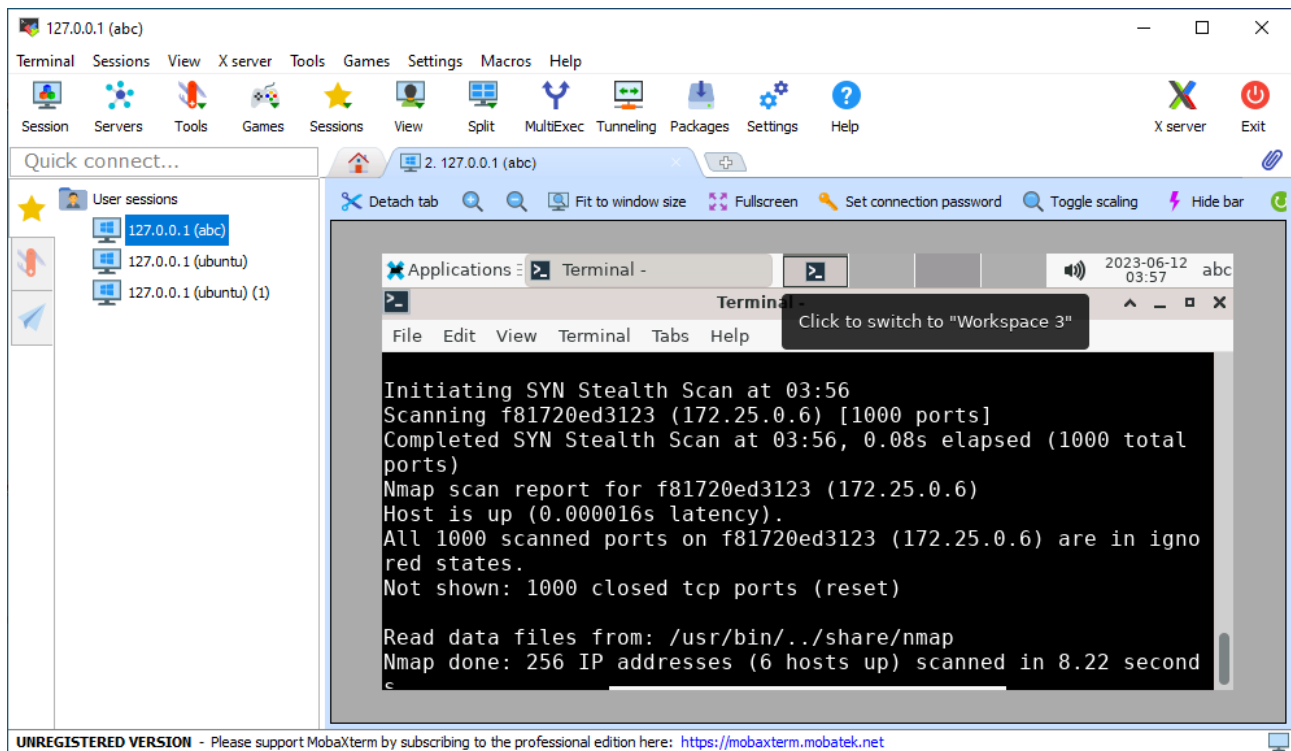 127.0.0.1 (abc)
Terminal Sessions View X server Tools Games Settings Macros Help
Session Servers Tools Games Sessions View Split MultiExec Tunneling Packages Settings Help X server Exit
Quick connect...
2. 127.0.0.1 (abc)
User sessions
127.0.0.1 (abc)
127.0.0.1 (ubuntu)
127.0.0.1 (ubuntu) (1)
Detach tab Fit to window size Fullscreen Set connection password Toggle scaling Hide bar
Applications Terminal - 2023-06-12
03:57 abc
Terminal -
Click to switch to "Workspace 3"
File Edit View Terminal Tabs Help
Initiating SYN Stealth Scan at 03:56
Scanning f81720ed3123 (172.25.0.6) [1000 ports]
Completed SYN Stealth Scan at 03:56, 0.08s elapsed (1000 total
ports)
Nmap scan report for f81720ed3123 (172.25.0.6)
Host is up (0.000016s latency).
All 1000 scanned ports on f81720ed3123 (172.25.0.6) are in igno
red states.
Not shown: 1000 closed tcp ports (reset)
Read data files from: /usr/bin/../share/nmap
Nmap done: 256 IP addresses (6 hosts up) scanned in 8.22 second
s
UNREGISTERED VERSION - Please support MobaXterm by subscribing to the professional edition here: https://mobaxterm.mobatek.net